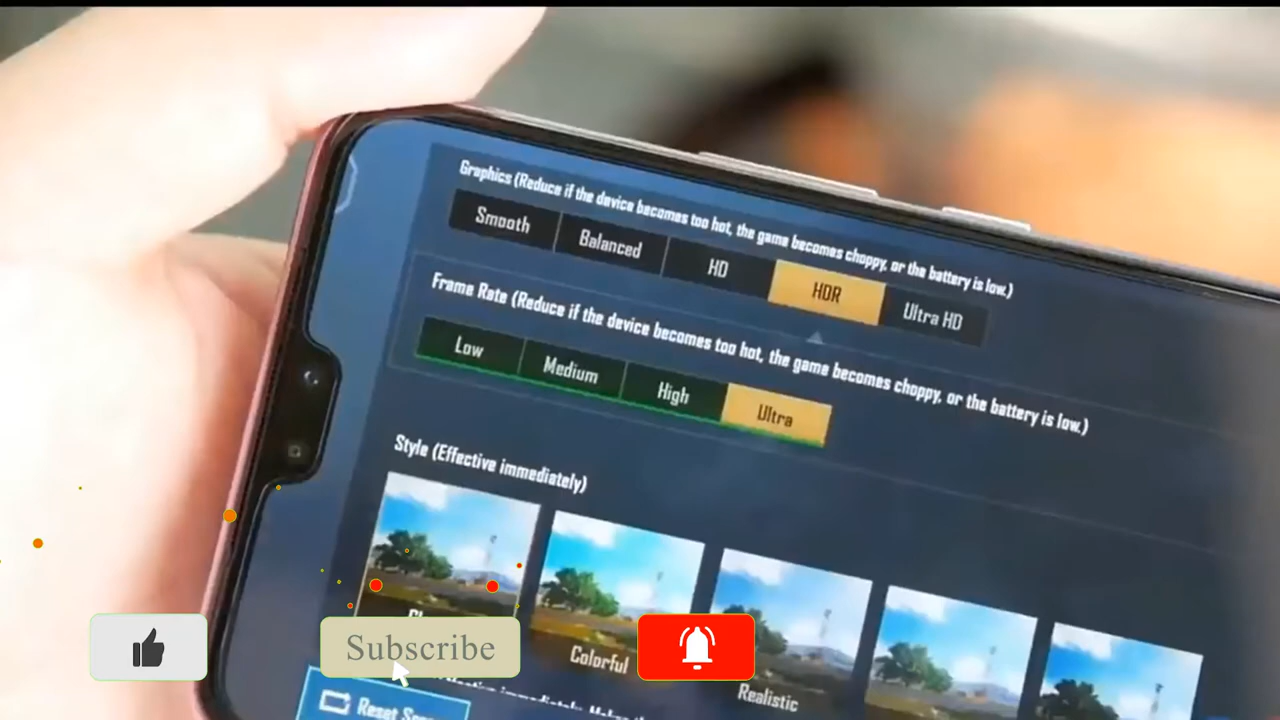 Graphics (Reduce if the device becomes too hot, the game becomes choppy, or the battery is low.)
Smooth Balanced HD HDR Ultra HD
Frame Rate (Reduce if the device becomes too hot, the game becomes choppy, or the battery is low.)
Low Medium High Ultra
Style (Effective immediately)
Colorful
Realistic
Subscribe
Reset